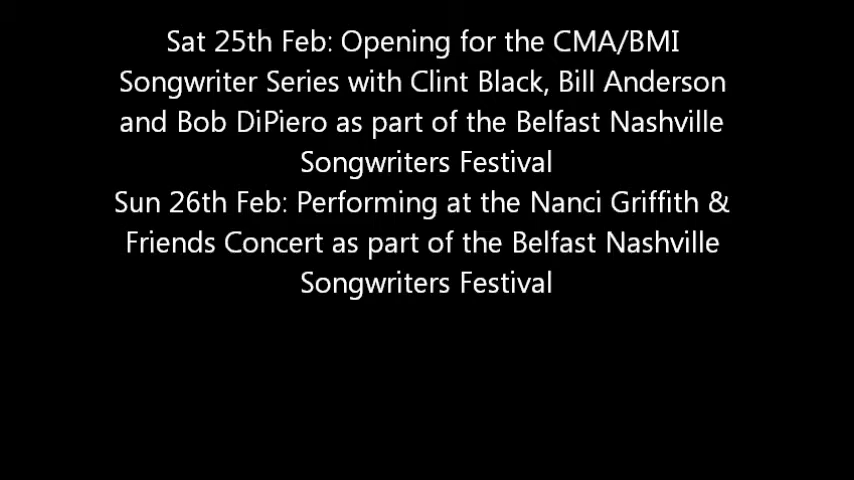 Sat 25th Feb: Opening for the CMA/BMI
Songwriter Series with Clint Black, Bill Anderson
and Bob DiPiero as part of the Belfast Nashville
Songwriters Festival
Sun 26th Feb: Performing at the Nanci Griffith &
Friends Concert as part of the Belfast Nashville
Songwriters Festival